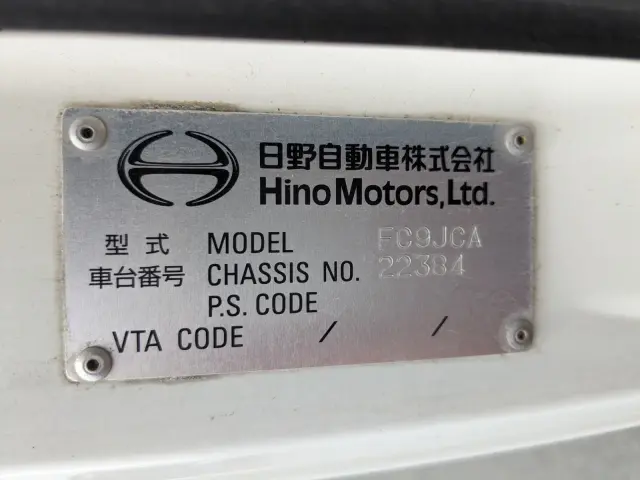 日野自動車株式会社
Hino Motors, Ltd.
型式 MODEL FC9JCA
車台番号 CHASSIS NO. 22384
P.S. CODE
VTA CODE / /